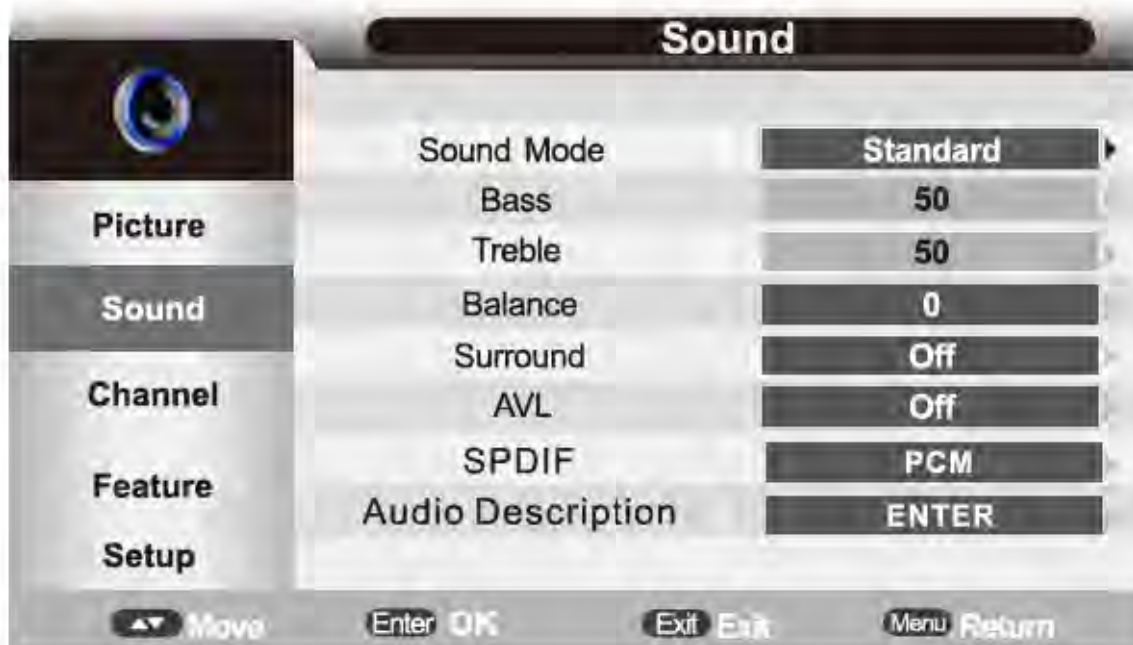 Sound
Picture
Sound
Channel
Feature
Setup
Sound Mode Standard
Bass 50
Treble 50
Balance 0
Surround Off
AVL Off
SPDIF PCM
Audio Description ENTER
Move Enter OK Exit Exit Menu Return